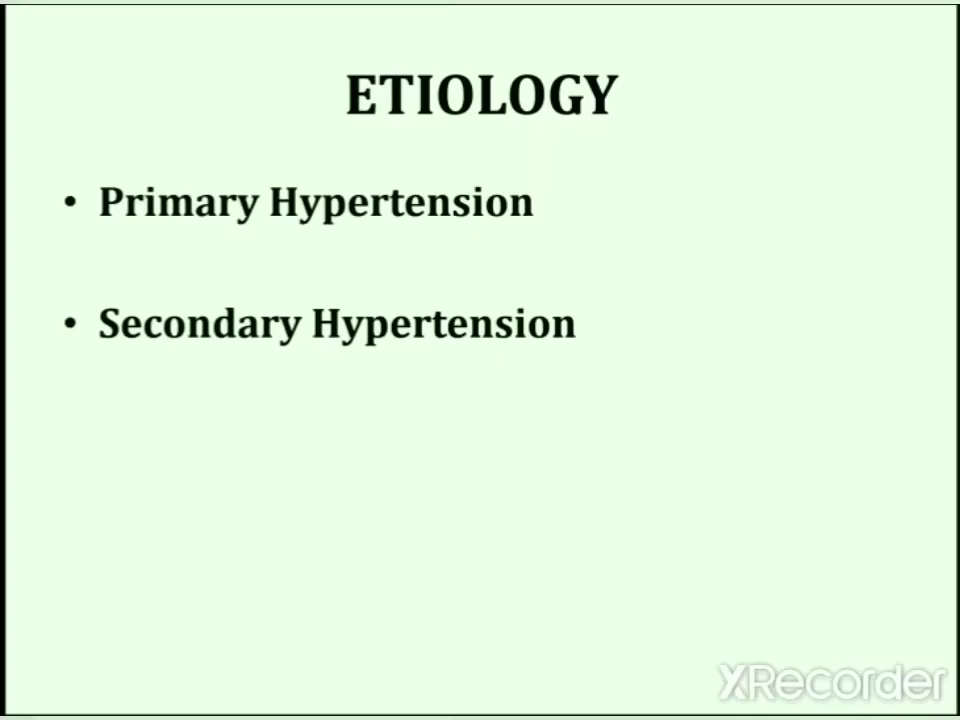 ETIOLOGY
• Primary Hypertension
• Secondary Hypertension
XRecorder